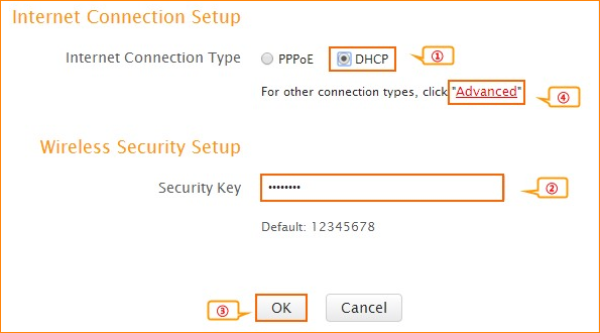 Internet Connection Setup
Internet Connection Type PPPoE DHCP ①
For other connection types, click "Advanced" ④
Wireless Security Setup
Security Key •••••••• ②
Default: 12345678
③ OK Cancel